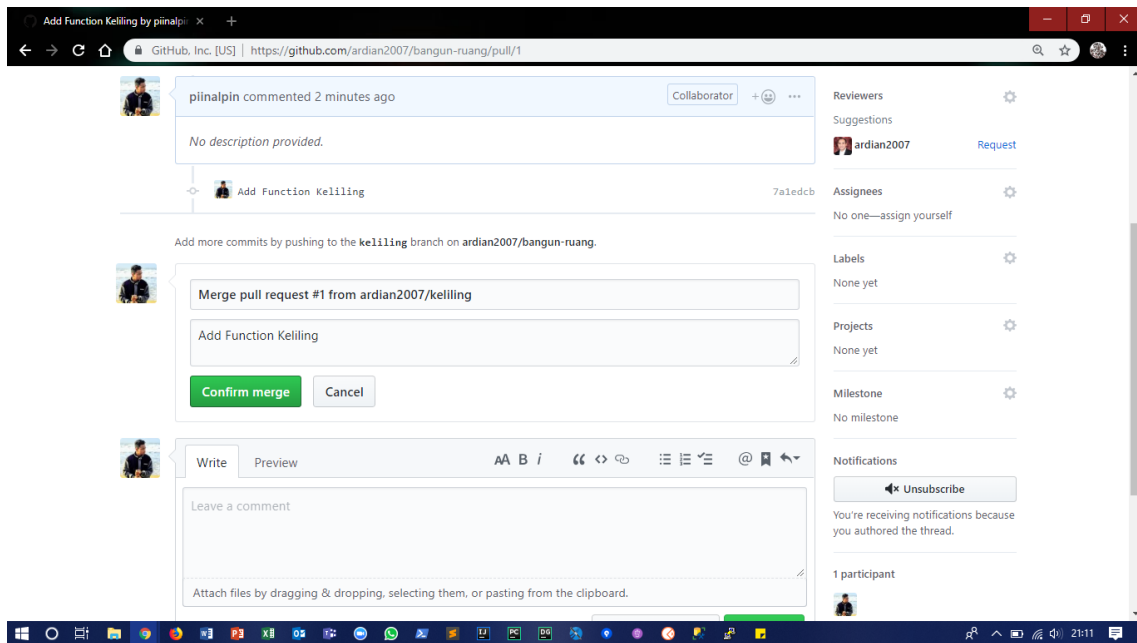 Add Function Keliling by piinalpi
GitHub, Inc. [US] | https://github.com/ardian2007/bangun-ruang/pull/1
piinalpin commented 2 minutes ago
Collaborator
No description provided.
Add Function Keliling
7a1edcb
Add more commits by pushing to the keliling branch on ardian2007/bangun-ruang.
Merge pull request #1 from ardian2007/keliling
Add Function Keliling
Confirm merge
Cancel
Write
Preview
AA B i
Leave a comment
Attach files by dragging & dropping, selecting them, or pasting from the clipboard.
Reviewers
Suggestions
ardian2007
Request
Assignees
No one—assign yourself
Labels
None yet
Projects
None yet
Milestone
No milestone
Notifications
Unsubscribe
You're receiving notifications because
you authored the thread.
1 participant
21:11